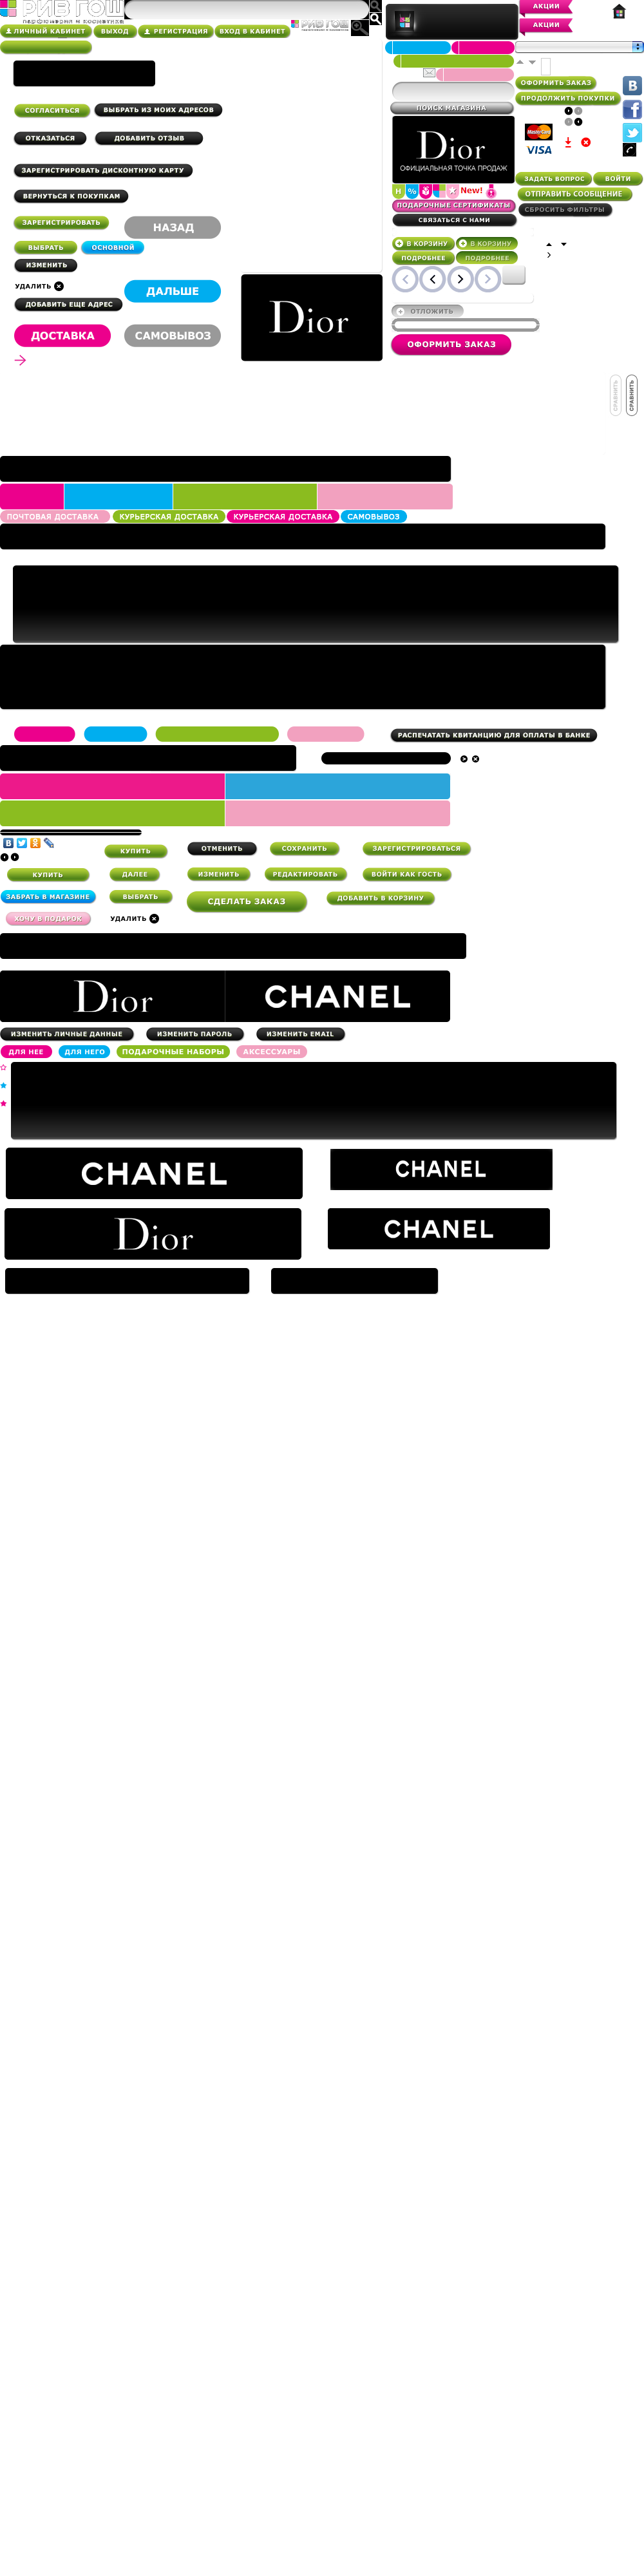 РИВ ГОШ
парфюмерия и косметика
АКЦИИ
АКЦИИ
ЛИЧНЫЙ КАБИНЕТ
ВЫХОД
РЕГИСТРАЦИЯ
ВХОД В КАБИНЕТ
РИВ ГОШ
ОФОРМИТЬ ЗАКАЗ
ПРОДОЛЖИТЬ ПОКУПКИ
СОГЛАСИТЬСЯ
ВЫБРАТЬ ИЗ МОИХ АДРЕСОВ
ПОИСК МАГАЗИНА
ОТКАЗАТЬСЯ
ДОБАВИТЬ ОТЗЫВ
Dior
ОФИЦИАЛЬНАЯ ТОЧКА ПРОДАЖ
MasterCard
VISA
ЗАРЕГИСТРИРОВАТЬ ДИСКОНТНУЮ КАРТУ
ЗАДАТЬ ВОПРОС
ВОЙТИ
ВЕРНУТЬСЯ К ПОКУПКАМ
Н
%
New!
ОТПРАВИТЬ СООБЩЕНИЕ
ПОДАРОЧНЫЕ СЕРТИФИКАТЫ
СБРОСИТЬ ФИЛЬТРЫ
СВЯЗАТЬСЯ С НАМИ
ЗАРЕГИСТРИРОВАТЬ
НАЗАД
ВЫБРАТЬ
ОСНОВНОЙ
В КОРЗИНУ
В КОРЗИНУ
ПОДРОБНЕЕ
ПОДРОБНЕЕ
ИЗМЕНИТЬ
УДАЛИТЬ
ДАЛЬШЕ
ДОБАВИТЬ ЕЩЕ АДРЕС
Dior
ОТЛОЖИТЬ
ДОСТАВКА
САМОВЫВОЗ
ОФОРМИТЬ ЗАКАЗ
СРАВНИТЬ
СРАВНИТЬ
ПОЧТОВАЯ ДОСТАВКА
КУРЬЕРСКАЯ ДОСТАВКА
КУРЬЕРСКАЯ ДОСТАВКА
САМОВЫВОЗ
РАСПЕЧАТАТЬ КВИТАНЦИЮ ДЛЯ ОПЛАТЫ В БАНКЕ
КУПИТЬ
ОТМЕНИТЬ
СОХРАНИТЬ
ЗАРЕГИСТРИРОВАТЬСЯ
КУПИТЬ
ДАЛЕЕ
ИЗМЕНИТЬ
РЕДАКТИРОВАТЬ
ВОЙТИ КАК ГОСТЬ
ЗАБРАТЬ В МАГАЗИНЕ
ВЫБРАТЬ
СДЕЛАТЬ ЗАКАЗ
ДОБАВИТЬ В КОРЗИНУ
ХОЧУ В ПОДАРОК
УДАЛИТЬ
Dior
CHANEL
ИЗМЕНИТЬ ЛИЧНЫЕ ДАННЫЕ
ИЗМЕНИТЬ ПАРОЛЬ
ИЗМЕНИТЬ EMAIL
ДЛЯ НЕЕ
ДЛЯ НЕГО
ПОДАРОЧНЫЕ НАБОРЫ
АКСЕССУАРЫ
CHANEL
CHANEL
Dior
CHANEL